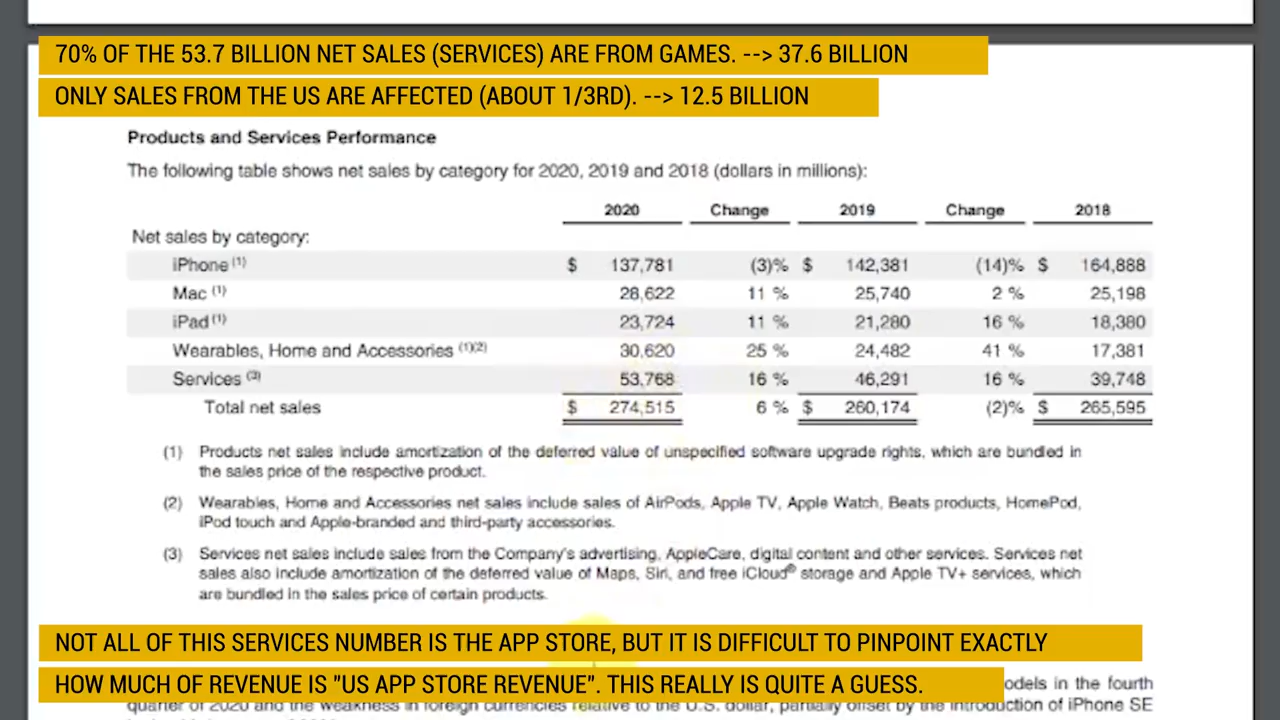 70% OF THE 53.7 BILLION NET SALES (SERVICES) ARE FROM GAMES. --> 37.6 BILLION
ONLY SALES FROM THE US ARE AFFECTED (ABOUT 1/3RD). --> 12.5 BILLION
Products and Services Performance
The following table shows net sales by category for 2020, 2019 and 2018 (dollars in millions):
2020 Change 2019 Change 2018
Net sales by category:
iPhone (1) $ 137,781 (3)% $ 142,381 (14)% $ 164,888
Mac (1) 28,622 11 % 25,740 2 % 25,198
iPad (1) 23,724 11 % 21,280 16 % 18,380
Wearables, Home and Accessories (1)(2) 30,620 25 % 24,482 41 % 17,381
Services (3) 53,768 16 % 46,291 16 % 39,748
Total net sales $ 274,515 6 % $ 260,174 (2)% $ 265,595
(1) Products net sales include amortization of the deferred value of unspecified software upgrade rights, which are bundled in
the sales price of the respective product.
(2) Wearables, Home and Accessories net sales include sales of AirPods, Apple TV, Apple Watch, Beats products, HomePod,
iPod touch and Apple-branded and third-party accessories.
(3) Services net sales include sales from the Company's advertising, AppleCare, digital content and other services. Services net
sales also include amortization of the deferred value of Maps, Siri, and free iCloud® storage and Apple TV+ services, which
are bundled in the sales price of certain products.
NOT ALL OF THIS SERVICES NUMBER IS THE APP STORE, BUT IT IS DIFFICULT TO PINPOINT EXACTLY
HOW MUCH OF REVENUE IS "US APP STORE REVENUE". THIS REALLY IS QUITE A GUESS.
in the fourth
quarter of 2020 and the weakness in foreign currencies relative to the U.S. dollar, partially offset by the introduction of iPhone SE